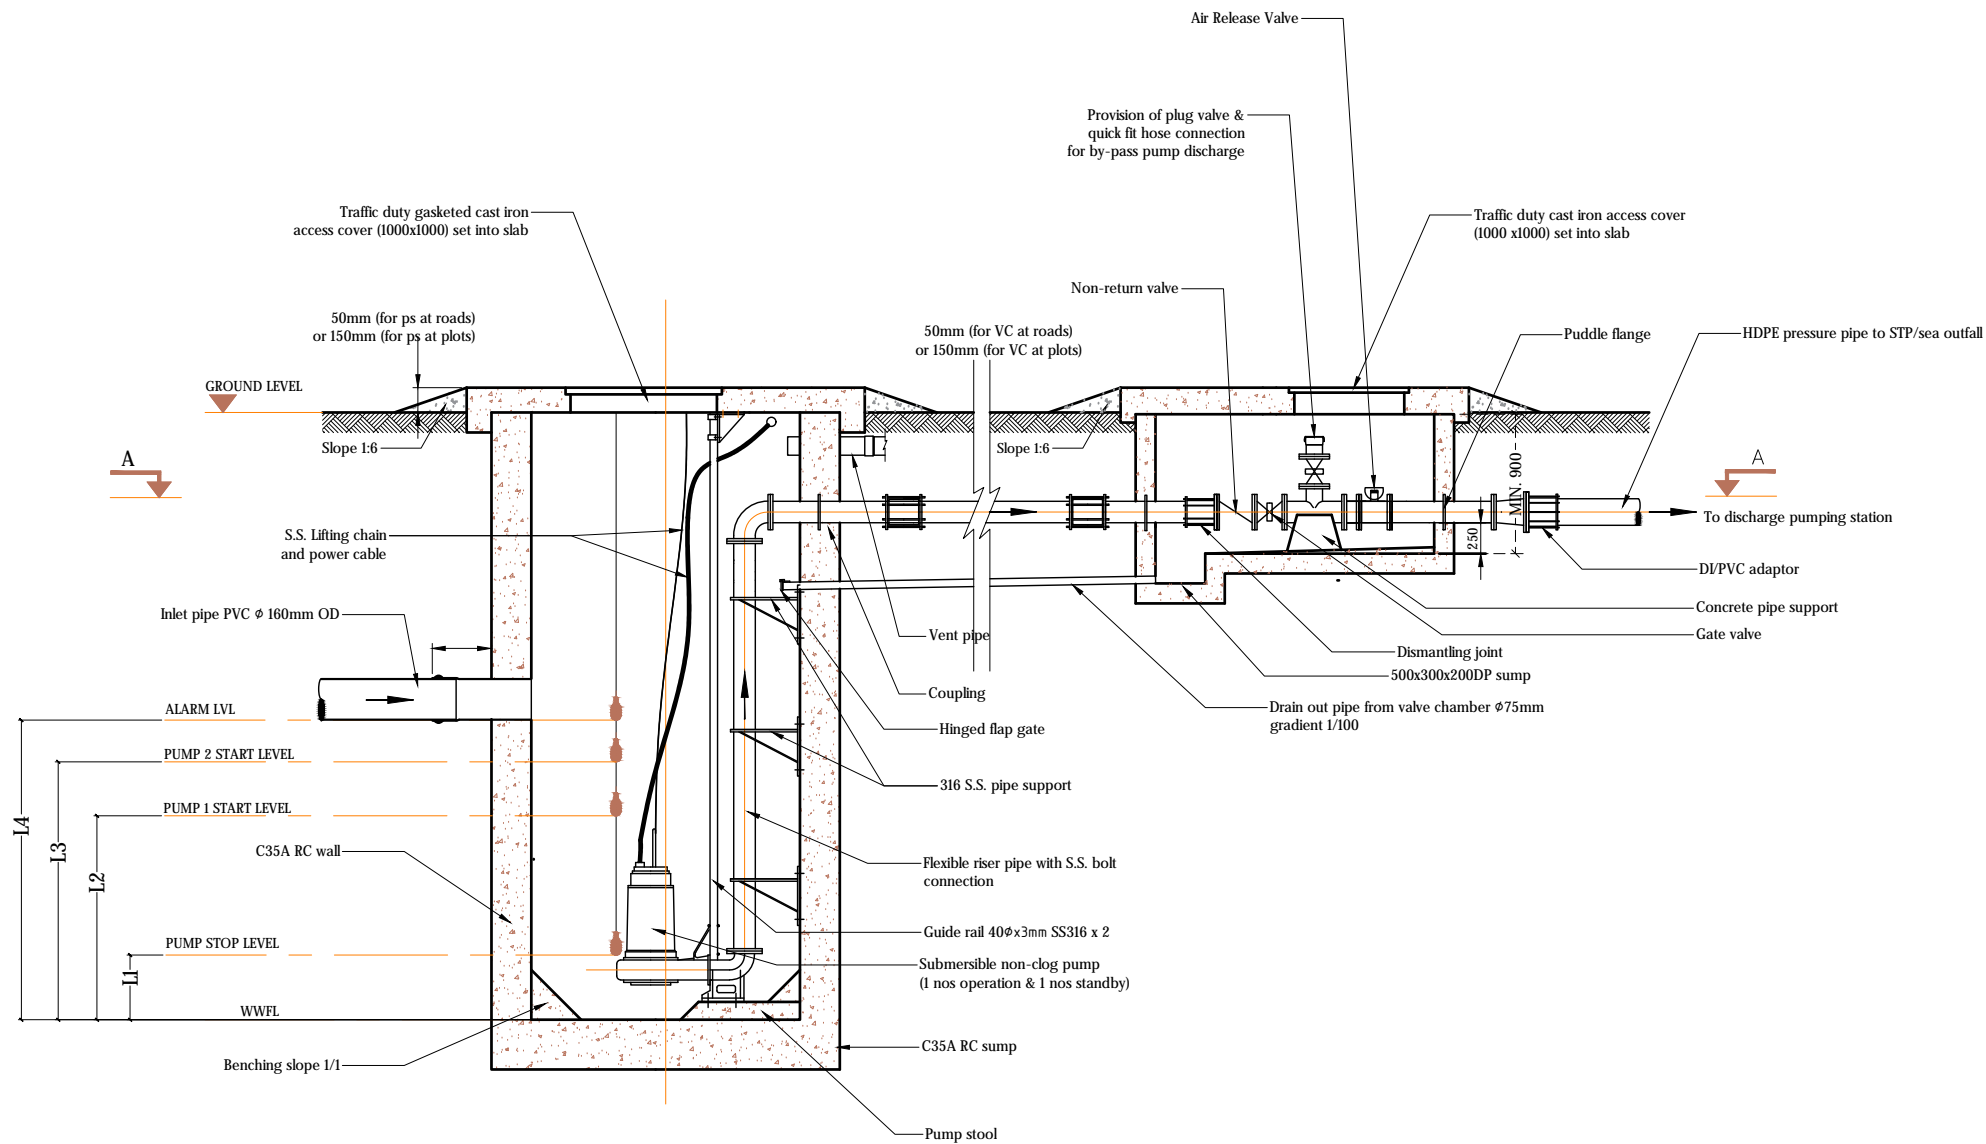 Air Release Valve
Provision of plug valve &
quick fit hose connection
for by-pass pump discharge
Traffic duty gasketed cast iron
access cover (1000x1000) set into slab
Traffic duty cast iron access cover
(1000 x1000) set into slab
Non-return valve
50mm (for ps at roads)
or 150mm (for ps at plots)
50mm (for VC at roads)
or 150mm (for VC at plots)
Puddle flange
HDPE pressure pipe to STP/sea outfall
GROUND LEVEL
Slope 1:6
Slope 1:6
A
A
MIN. 900
250
To discharge pumping station
S.S. Lifting chain
and power cable
DI/PVC adaptor
Inlet pipe PVC ϕ 160mm OD
Concrete pipe support
Vent pipe
Gate valve
Dismantling joint
500x300x200DP sump
Coupling
Drain out pipe from valve chamber ϕ75mm
gradient 1/100
ALARM LVL
Hinged flap gate
PUMP 2 START LEVEL
316 S.S. pipe support
PUMP 1 START LEVEL
L4
L3
L2
L1
C35A RC wall
Flexible riser pipe with S.S. bolt
connection
Guide rail 40ϕx3mm SS316 x 2
PUMP STOP LEVEL
Submersible non-clog pump
(1 nos operation & 1 nos standby)
WWFL
C35A RC sump
Benching slope 1/1
Pump stool